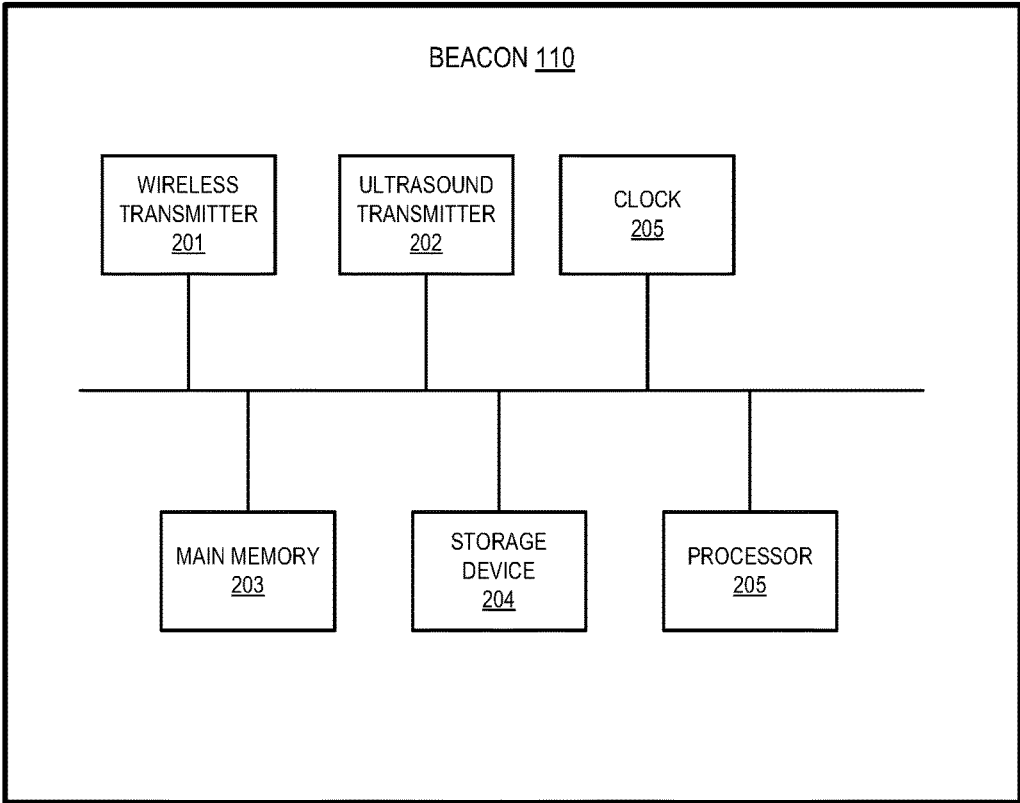 BEACON 110
WIRELESS
TRANSMITTER
201
ULTRASOUND
TRANSMITTER
202
CLOCK
205
MAIN MEMORY
203
STORAGE
DEVICE
204
PROCESSOR
205